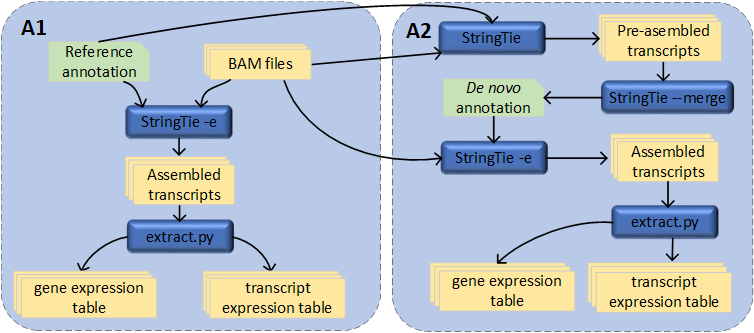 A1
Reference
annotation
BAM files
StringTie -e
Assembled
transcripts
extract.py
gene expression
table
transcript
expression table
A2
StringTie
Pre-asembled
transcripts
De novo
annotation
StringTie --merge
StringTie -e
Assembled
transcripts
extract.py
gene expression
table
transcript
expression table